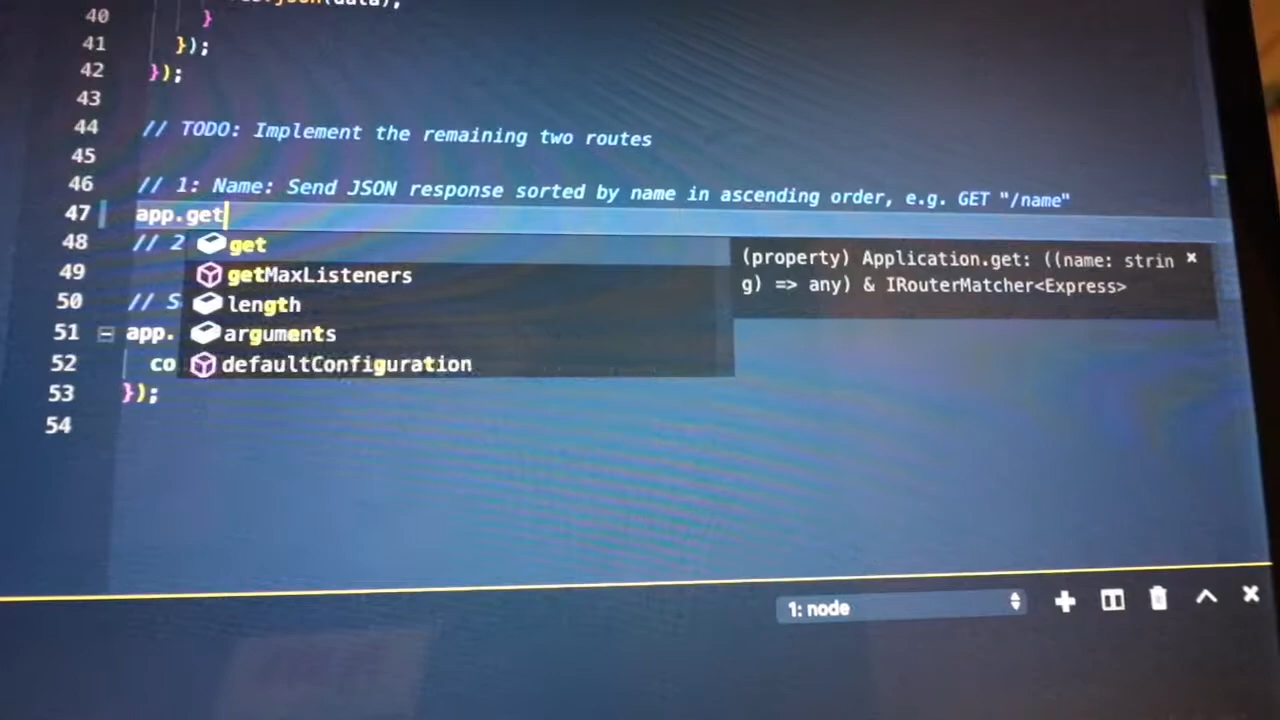 40 json(data);
}
41 });
42 });
43
44 // TODO: Implement the remaining two routes
45
46 // 1: Name: Send JSON response sorted by name in ascending order, e.g. GET "/name"
47 app.get
48 // 2 get
49 getMaxListeners
50 // S length
51 app. arguments
52 co defaultConfiguration
53 });
54
(property) Application.get: ((name: strin
g) => any) & IRouterMatcher<Express>
1: node